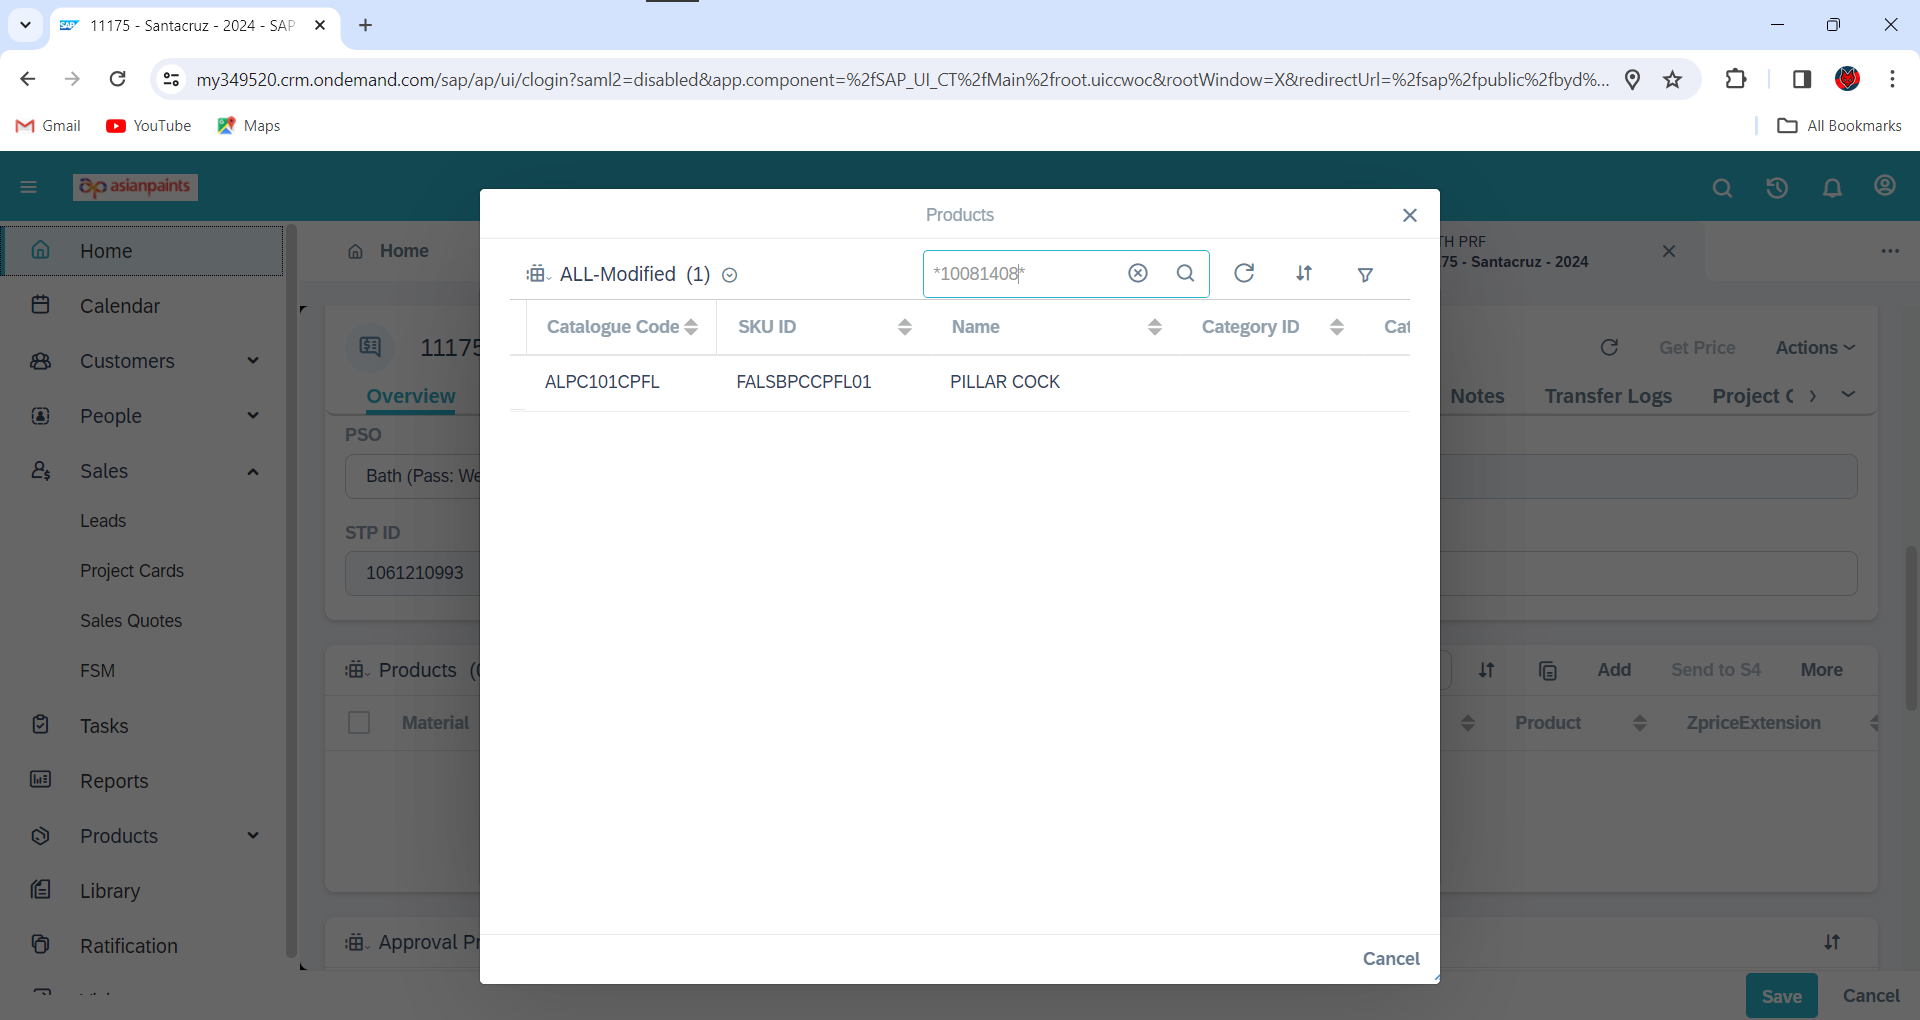 11175 - Santacruz - 2024 - SAP
my349520.crm.ondemand.com/sap/ap/ui/clogin?saml2=disabled&app.component=%2fSAP_UI_CT%2fMain%2froot.uiccwoc&rootWindow=X&redirectUrl=%2fsap%2fpublic%2fbyd%...
Gmail YouTube Maps All Bookmarks
asianpaints
Home
Calendar
Customers
People
Sales
Leads
Project Cards
Sales Quotes
FSM
Tasks
Reports
Products
Library
Ratification
Home
TH PRF
75 - Santacruz - 2024
11175
Get Price Actions
Overview Notes Transfer Logs Project C
PSO
Bath (Pass: We
STP ID
1061210993
Products (
Add Send to S4 More
Material Product ZpriceExtension
Approval Pr
Save Cancel
Products
ALL-Modified (1) *10081408*
Catalogue Code SKU ID Name Category ID Cat
ALPC101CPFL FALSBPCCPFL01 PILLAR COCK
Cancel